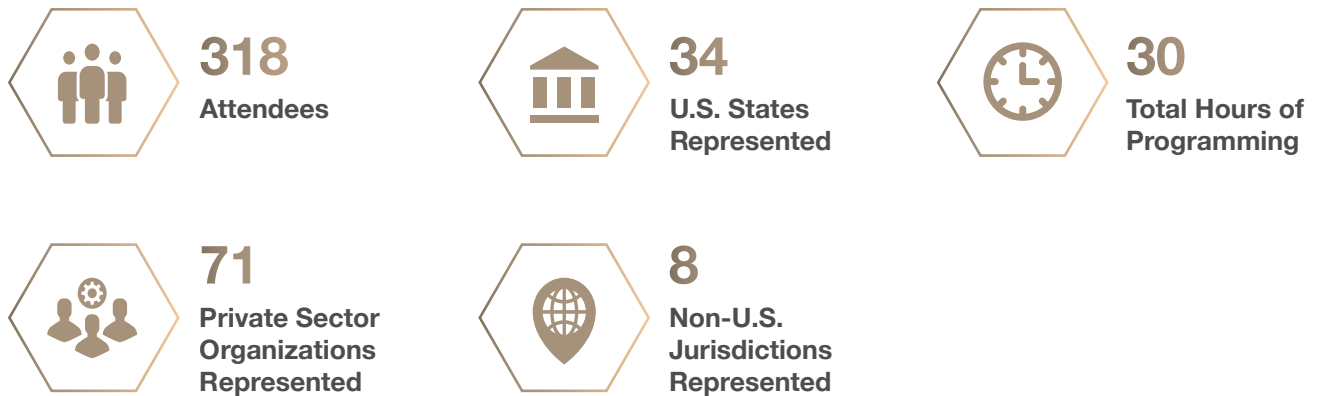 318
Attendees
34
U.S. States
Represented
30
Total Hours of
Programming
71
Private Sector
Organizations
Represented
8
Non-U.S.
Jurisdictions
Represented